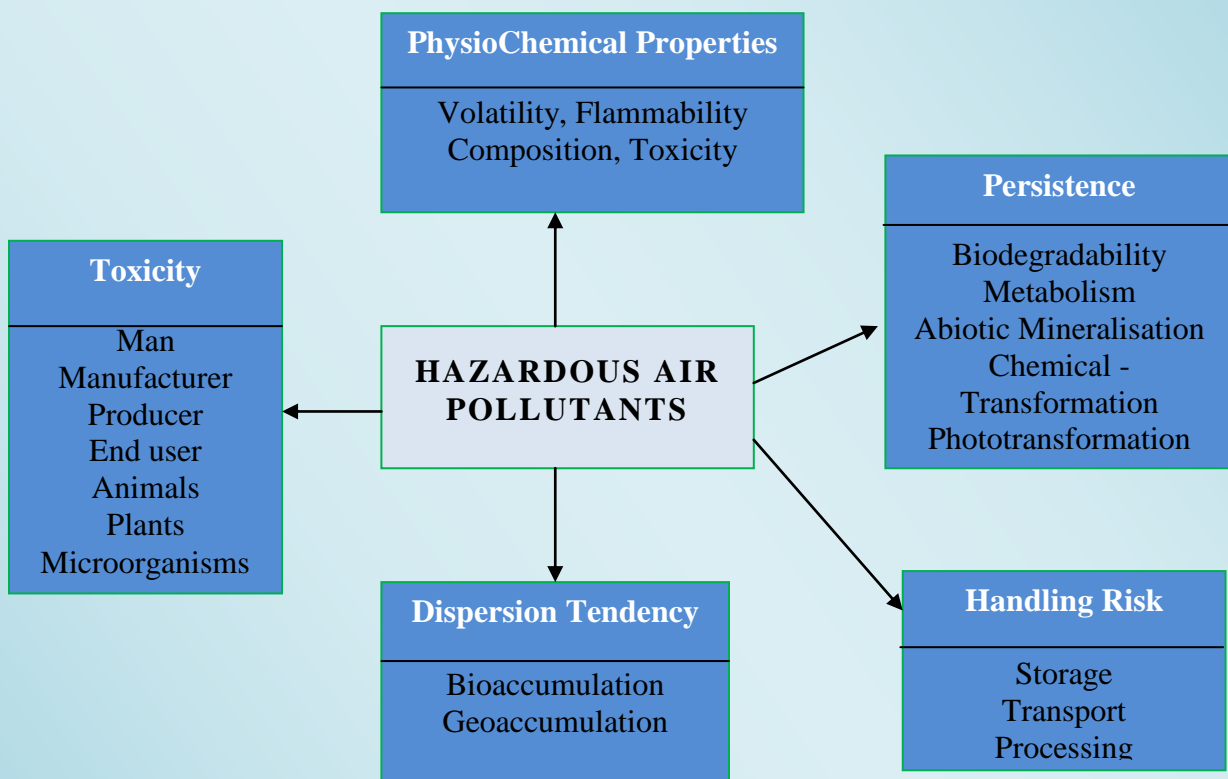 PhysioChemical Properties
Volatility, Flammability
Composition, Toxicity
Persistence
Biodegradability
Metabolism
Abiotic Mineralisation
Chemical -
Transformation
Phototransformation
Toxicity
Man
Manufacturer
Producer
End user
Animals
Plants
Microorganisms
HAZARDOUS AIR
POLLUTANTS
Dispersion Tendency
Bioaccumulation
Geoaccumulation
Handling Risk
Storage
Transport
Processing